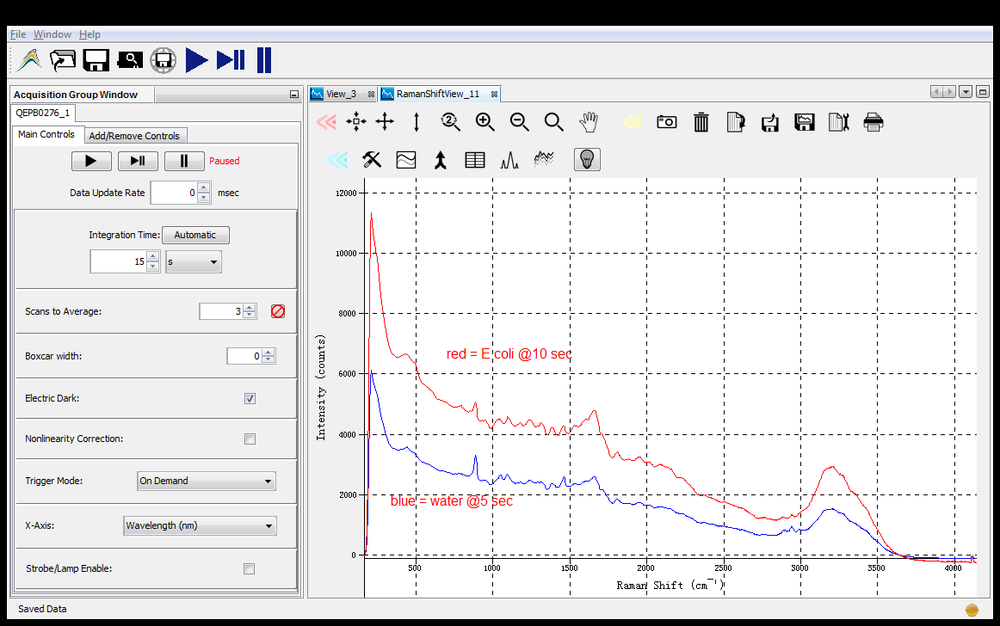 File Window Help
Acquisition Group Window
QEPB0276_1
Main Controls Add/Remove Controls
Paused
Data Update Rate 0 msec
Integration Time: Automatic
15 s
Scans to Average: 3
Boxcar width: 0
Electric Dark:
Nonlinearity Correction:
Trigger Mode: On Demand
X-Axis: Wavelength (nm)
Strobe/Lamp Enable:
Saved Data
View_3 RamanShiftView_11
2
12000
10000
8000
6000
4000
2000
0
Intensity (counts)
red = E coli @10 sec
blue = water @5 sec
500 1000 1500 2000 2500 3000 3500 4000
Raman Shift (cm⁻¹)